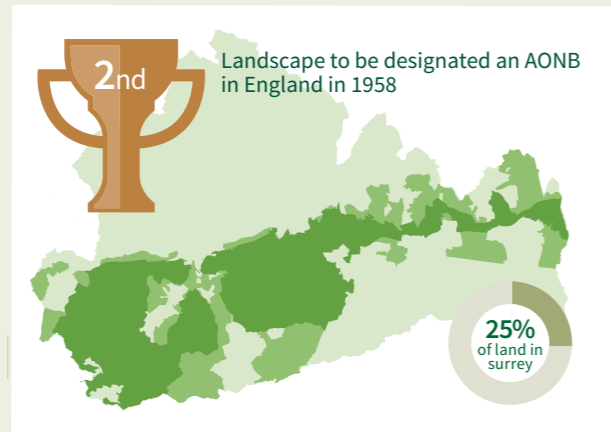 2nd
Landscape to be designated an AONB
in England in 1958
25%
of land in
surrey